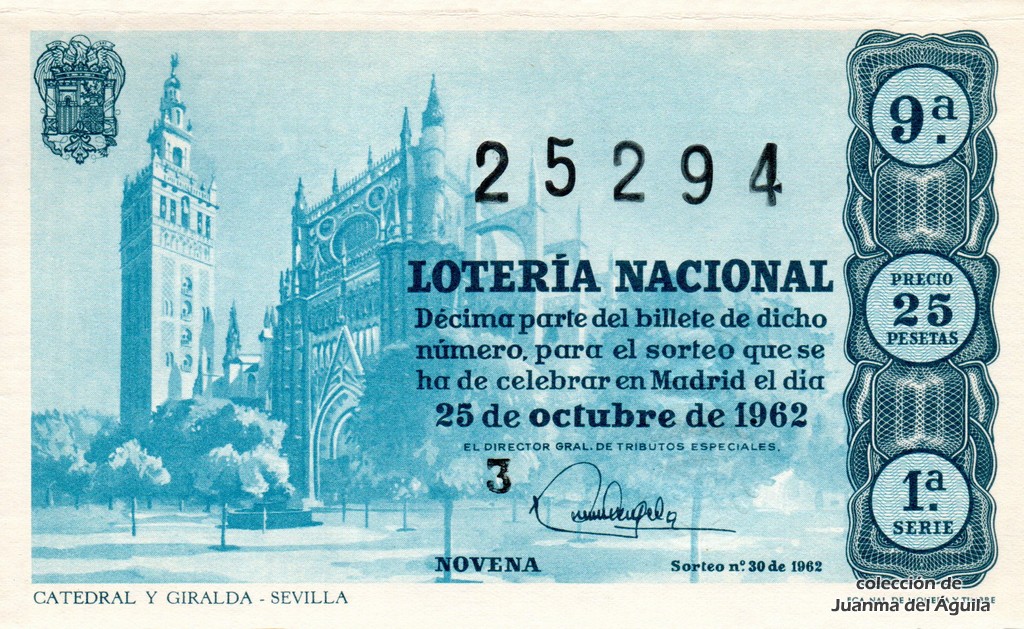 25294
LOTERÍA NACIONAL
Décima parte del billete de dicho
número, para el sorteo que se
ha de celebrar en Madrid el día
25 de octubre de 1962
EL DIRECTOR GRAL. DE TRIBUTOS ESPECIALES,
3
NOVENA
Sorteo nº 30 de 1962
9.ª
PRECIO
25
PESETAS
1.ª
SERIE
CATEDRAL Y GIRALDA - SEVILLA
colección de
Juanma del Aguila